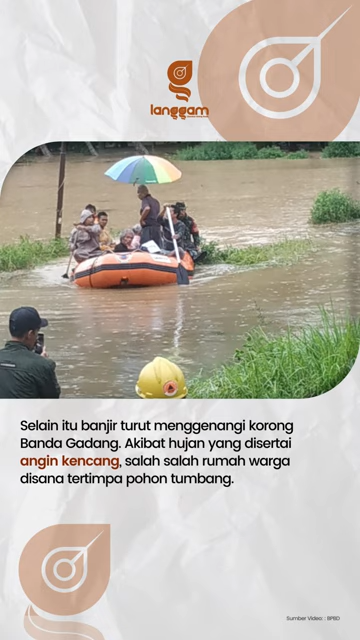 langgam
Selain itu banjir turut menggenangi korong
Banda Gadang. Akibat hujan yang disertai
angin kencang, salah salah rumah warga
disana tertimpa pohon tumbang.
Sumber Video: : BPBD